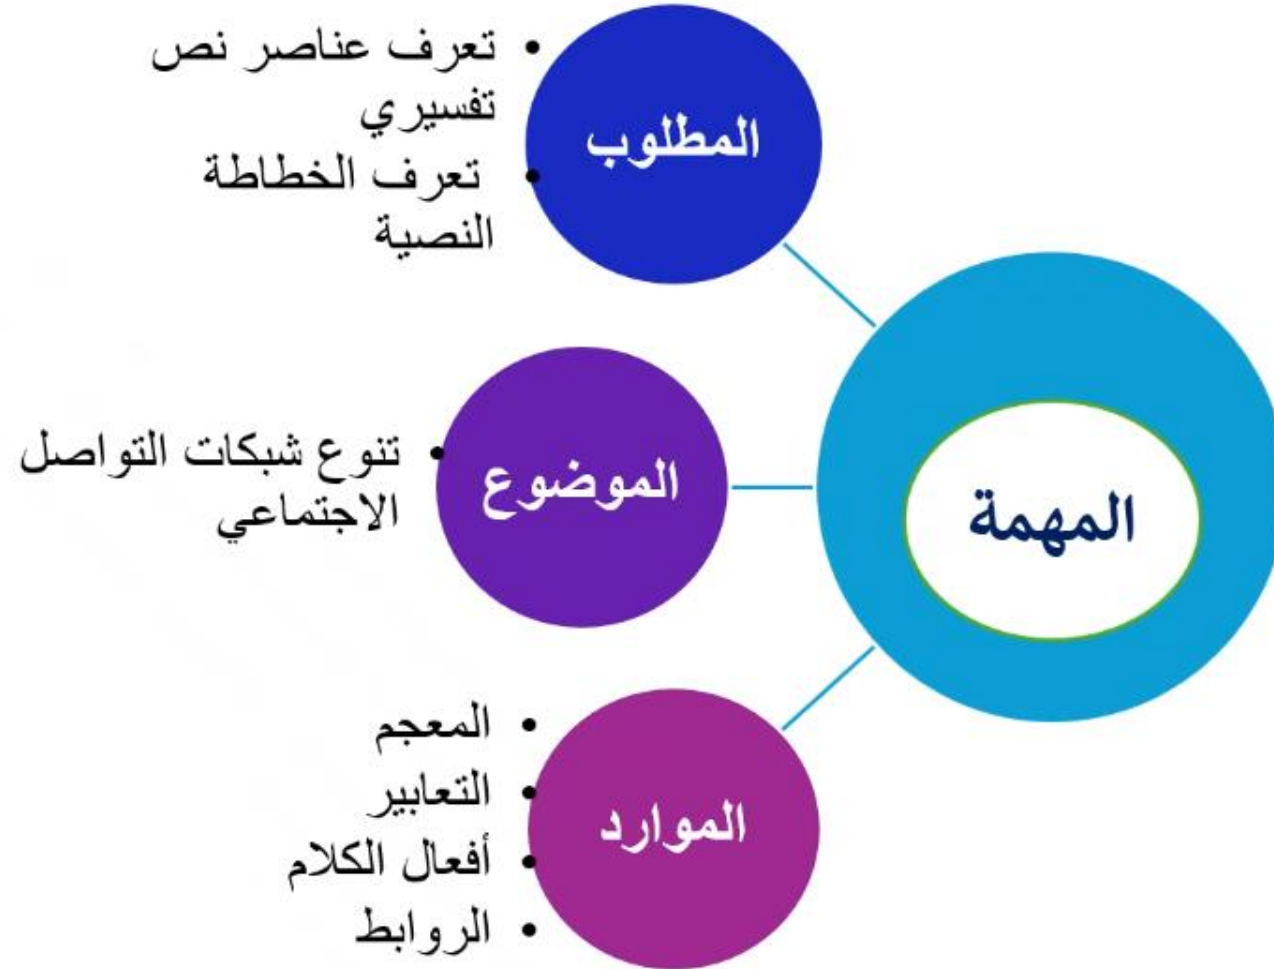 المهمة
المطلوب
• تعرف عناصر نص
تفسيري
• تعرف الخطاطة
النصية
الموضوع
• تنوع شبكات التواصل
الاجتماعي
الموارد
• المعجم
• التعابير
• أفعال الكلام
• الروابط